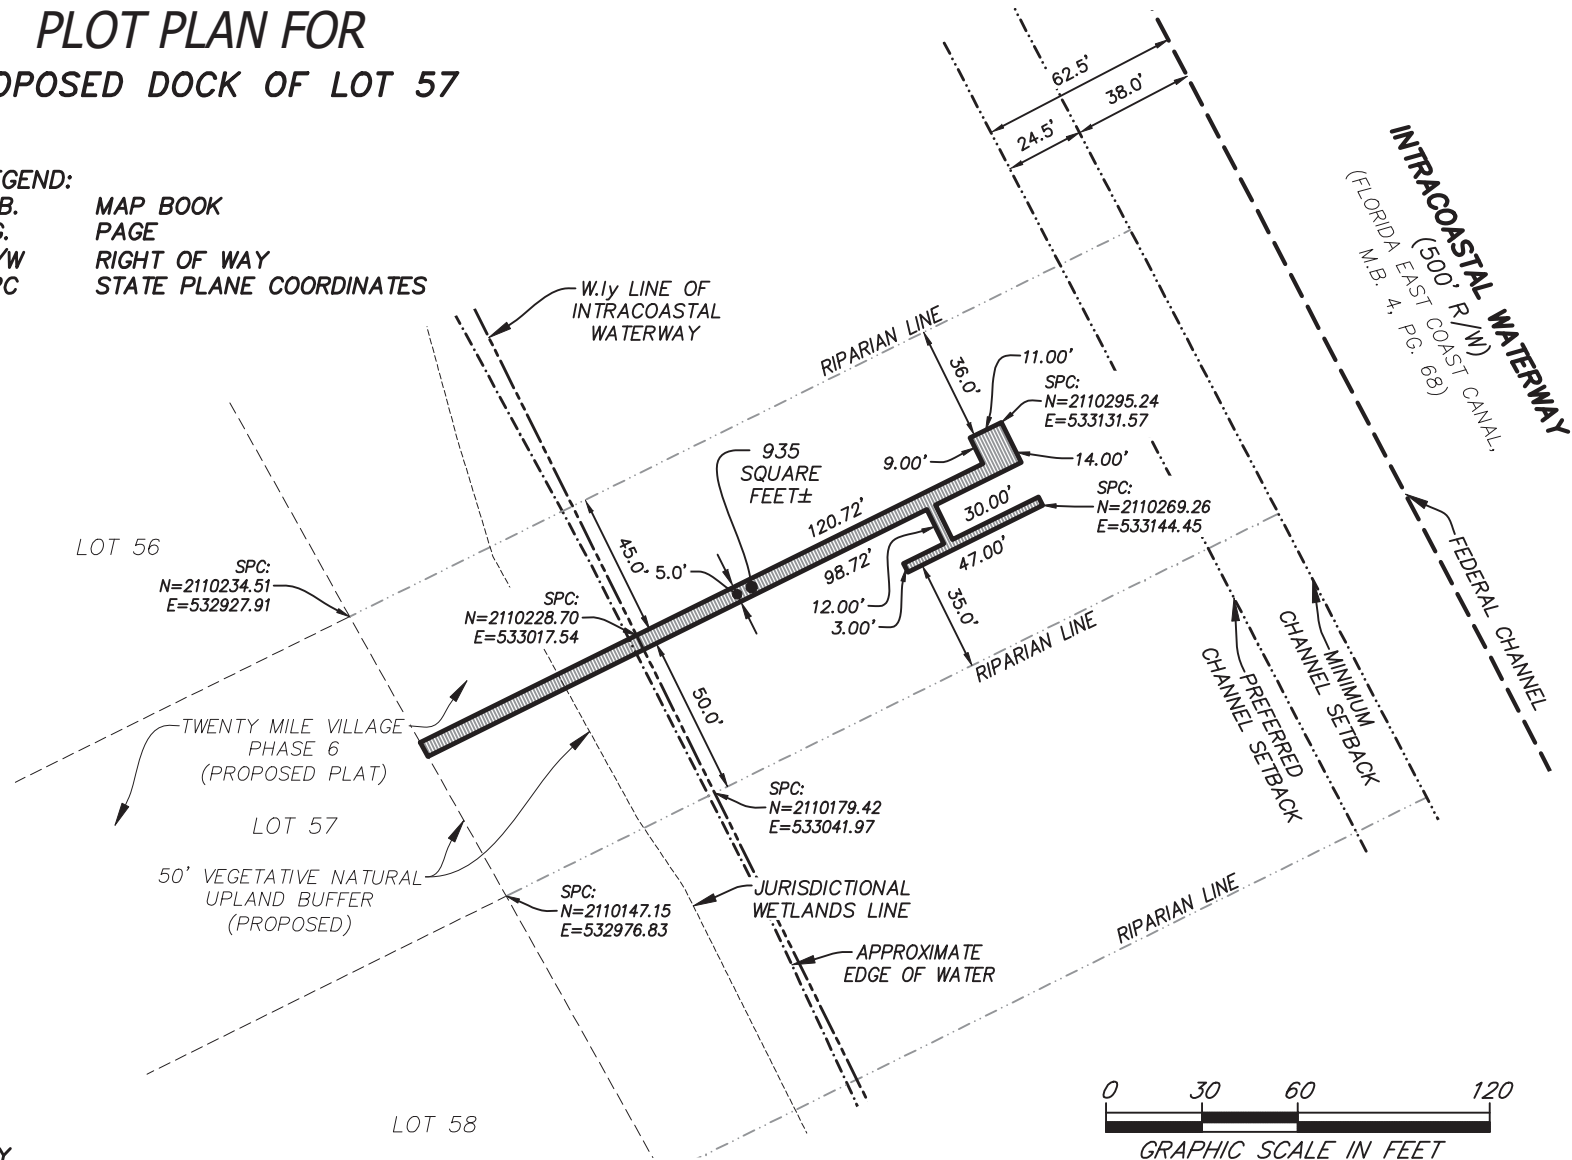 PLOT PLAN FOR
OPOSED DOCK OF LOT 57
EGEND:
B. MAP BOOK
G. PAGE
/W RIGHT OF WAY
PC STATE PLANE COORDINATES
62.5'
38.0'
24.5'
INTRACOASTAL WATERWAY
(500' R/W)
(FLORIDA EAST COAST CANAL,
M.B. 4, PG. 68)
W.ly LINE OF
INTRACOASTAL
WATERWAY
RIPARIAN LINE
36.0'
11.00'
SPC:
N=2110295.24
E=533131.57
9.00'
14.00'
935
SQUARE
FEET±
SPC:
N=2110269.26
E=533144.45
120.72'
30.00'
98.72'
47.00'
45.0'
5.0'
12.00'
3.00'
35.0'
LOT 56
SPC:
N=2110234.51
E=532927.91
SPC:
N=2110228.70
E=533017.54
RIPARIAN LINE
FEDERAL CHANNEL
MINIMUM
CHANNEL SETBACK
PREFERRED
CHANNEL SETBACK
50.0'
TWENTY MILE VILLAGE
PHASE 6
(PROPOSED PLAT)
SPC:
N=2110179.42
E=533041.97
LOT 57
50' VEGETATIVE NATURAL
UPLAND BUFFER
(PROPOSED)
SPC:
N=2110147.15
E=532976.83
JURISDICTIONAL
WETLANDS LINE
RIPARIAN LINE
APPROXIMATE
EDGE OF WATER
LOT 58
0 30 60 120
GRAPHIC SCALE IN FEET